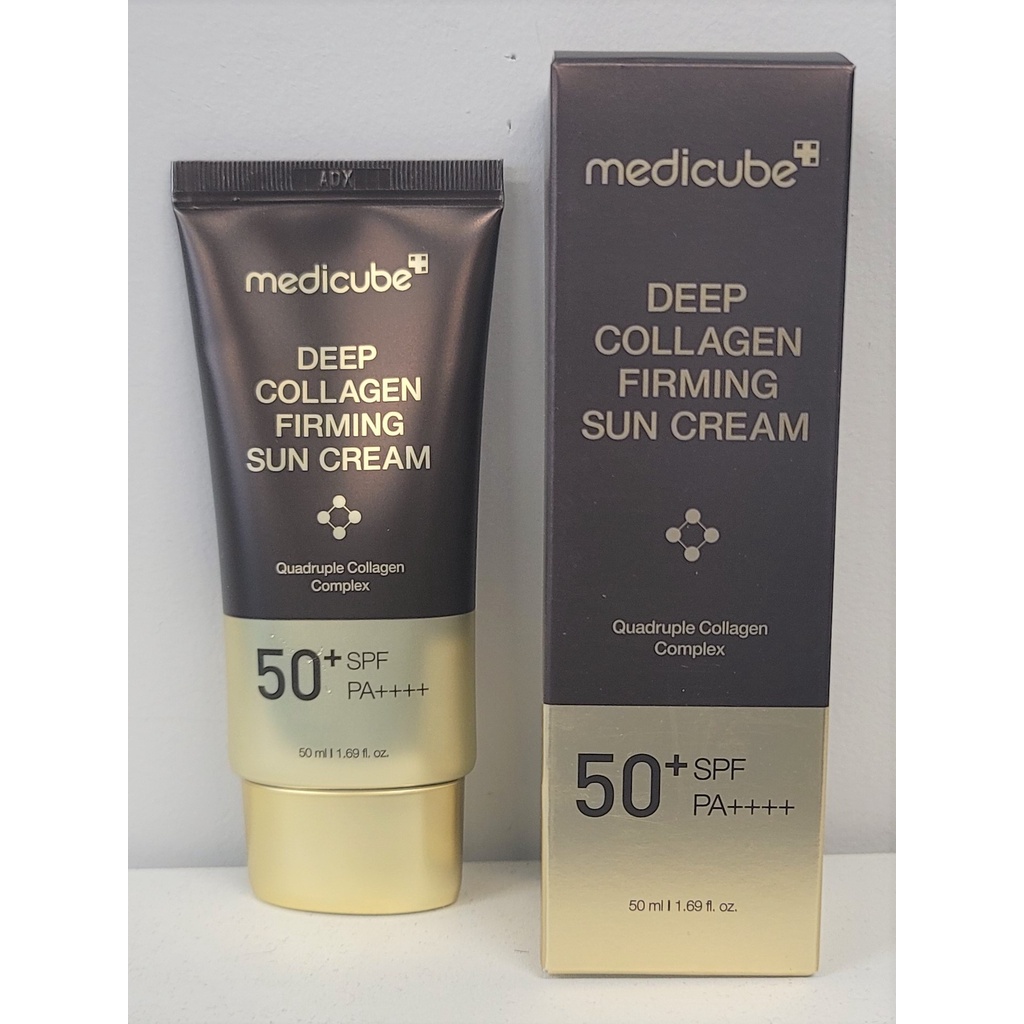 ADX
medicube
DEEP
COLLAGEN
FIRMING
SUN CREAM
Quadruple Collagen
Complex
50+ SPF
PA++++
50 ml I 1.69 fl. oz.
medicube
DEEP
COLLAGEN
FIRMING
SUN CREAM
Quadruple Collagen
Complex
50+ SPF
PA++++
50 ml I 1.69 fl. oz.